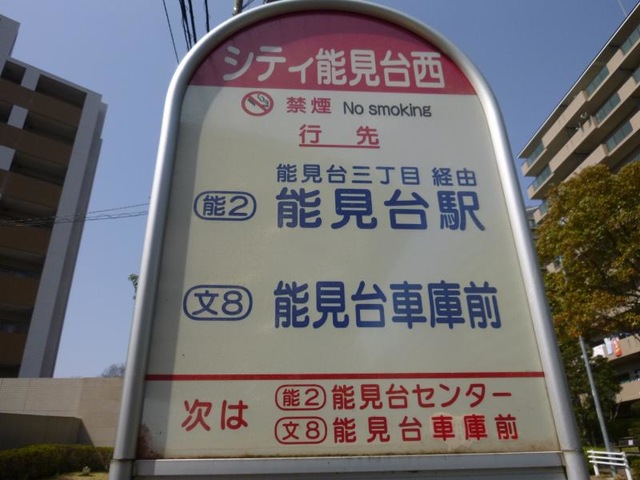 シティ能見台西
禁煙 No smoking
行先
能見台三丁目 経由
能2 能見台駅
文8 能見台車庫前
次は
能2 能見台センター
文8 能見台車庫前